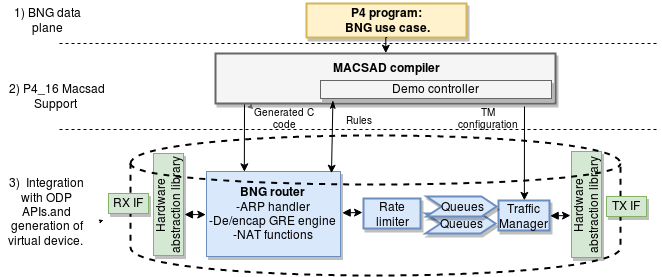 1) BNG data
plane
P4 program:
BNG use case.
2) P4_16 Macsad
Support
MACSAD compiler
Demo controller
Generated C
code
Rules
TM
configuration
3) Integration
with ODP
APIs.and
generation of
virtual device.
RX IF
Hardware
abstraction library
BNG router
-ARP handler
-De/encap GRE engine
-NAT functions
Rate
limiter
Queues
Queues
Traffic
Manager
Hardware
abstraction library
TX IF